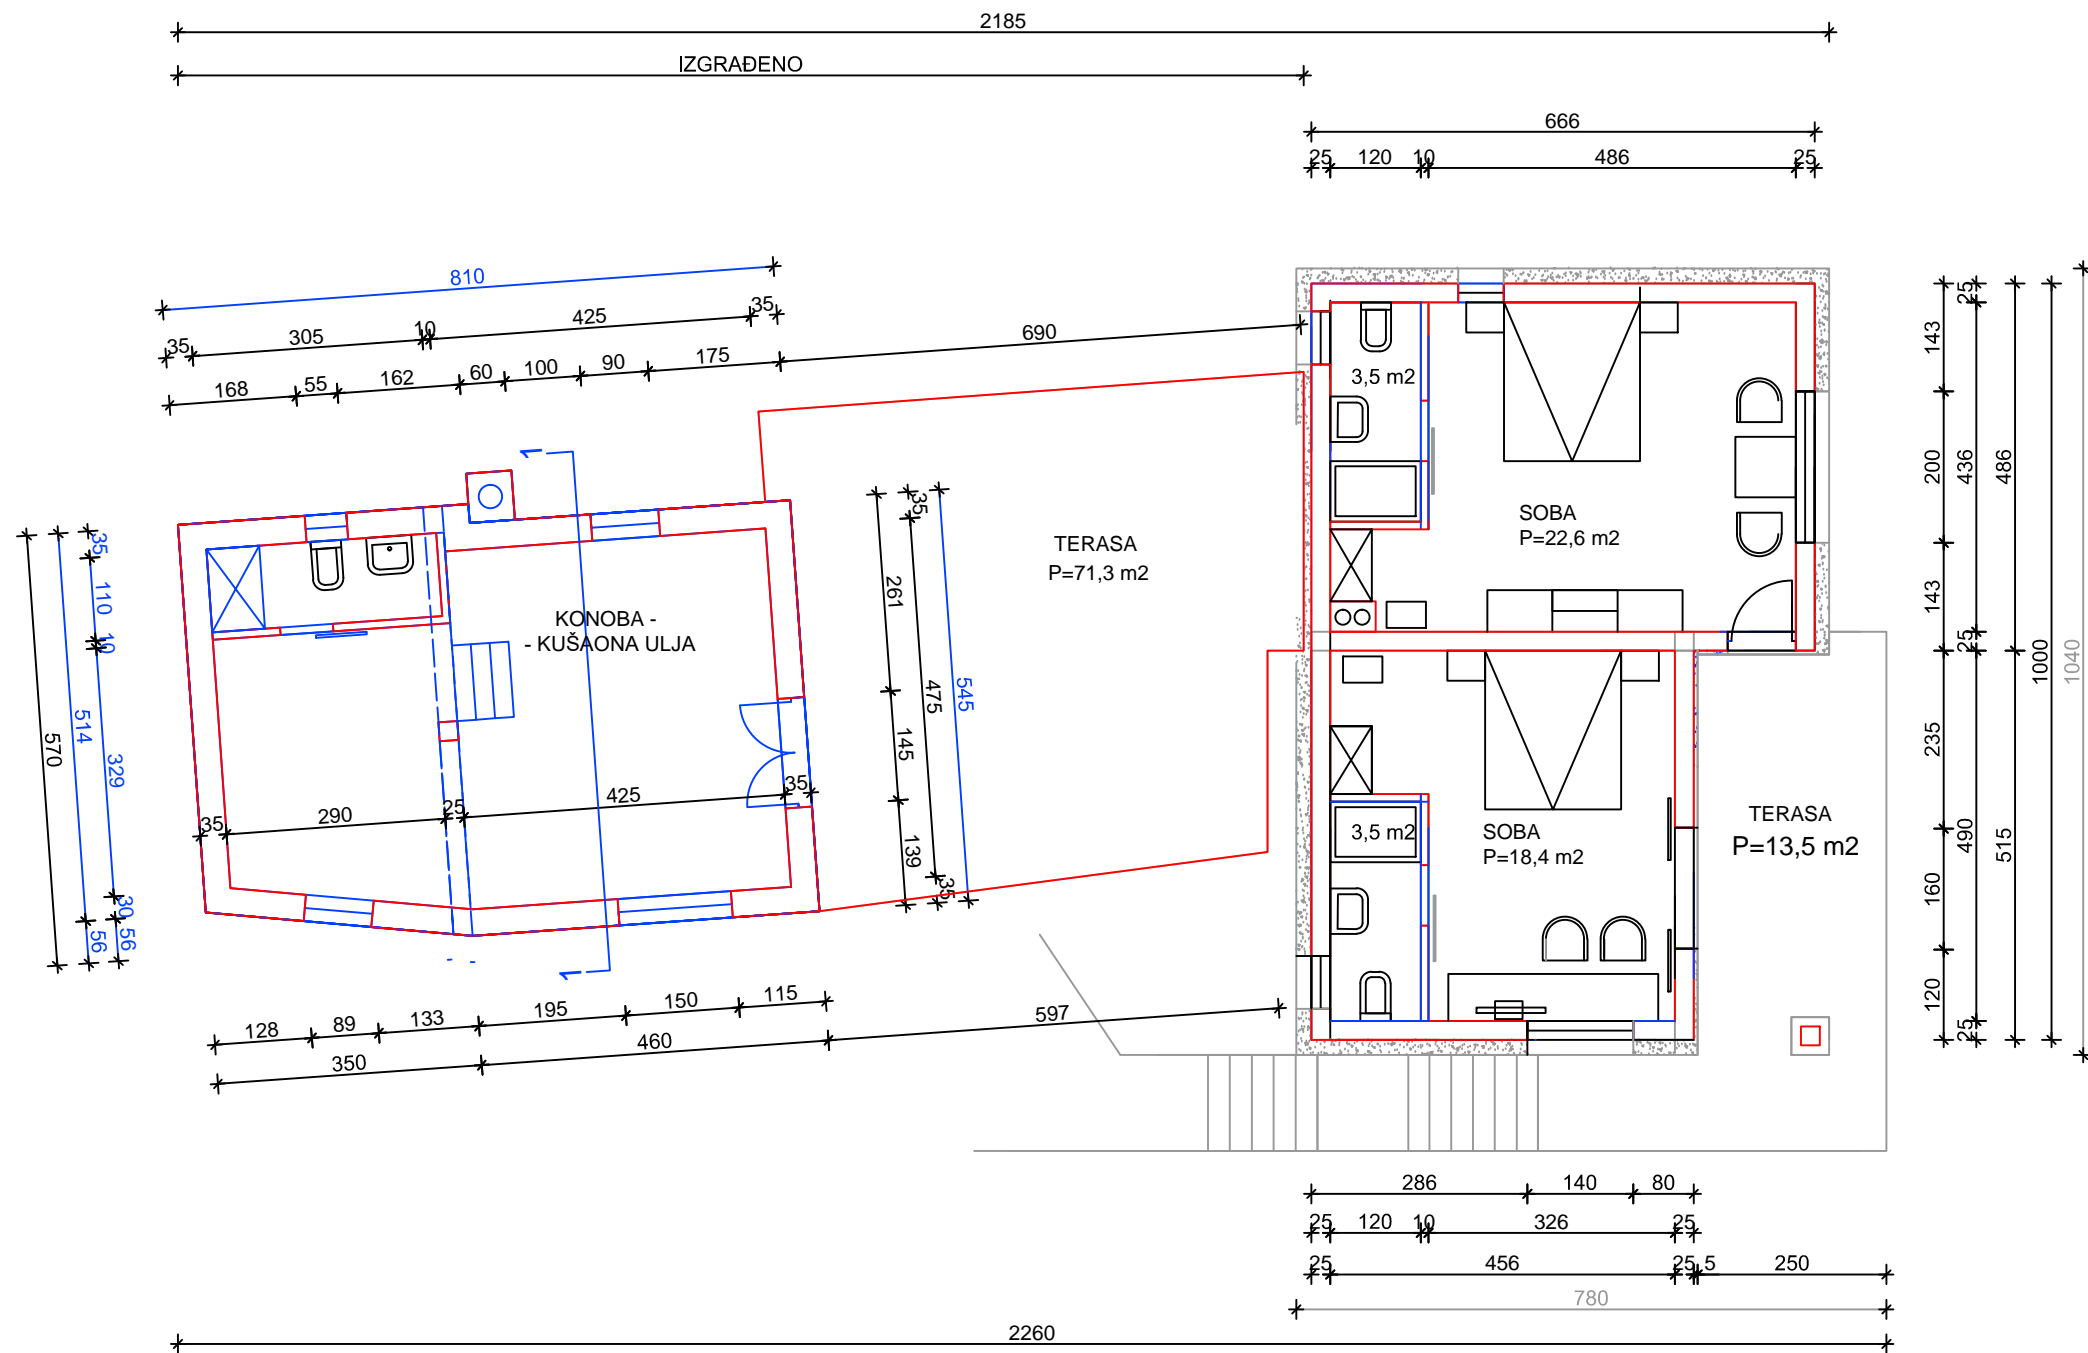 2185
IZGRAĐENO
666
25 120 10 486 25
810
35 305 10 425 35
690
168 55 162 60 100 90 175
3,5 m2
SOBA
P=22,6 m2
TERASA
P=71,3 m2
KONOBA -
- KUŠAONA ULJA
1
1
35 110 10 329 30 56
514 56
570
35 290 25 425 35
261 145 139
35 475 35
545
3,5 m2
SOBA
P=18,4 m2
TERASA
P=13,5 m2
143 200 143 235 160 120
25 436 25 490 25
486 515
1000
1040
128 89 133 195 150 115
350 460 597
286 140 80
25 120 10 326 25
25 456 25 5 250
780
2260